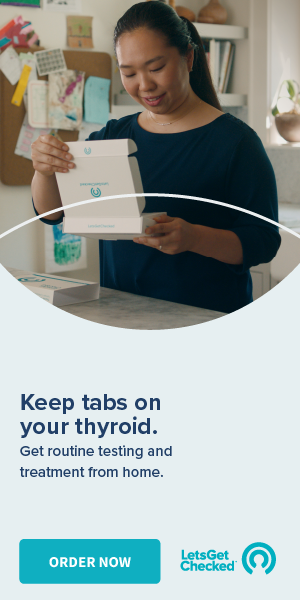 Keep tabs on
your thyroid.
Get routine testing and
treatment from home.
ORDER NOW
LetsGet
Checked